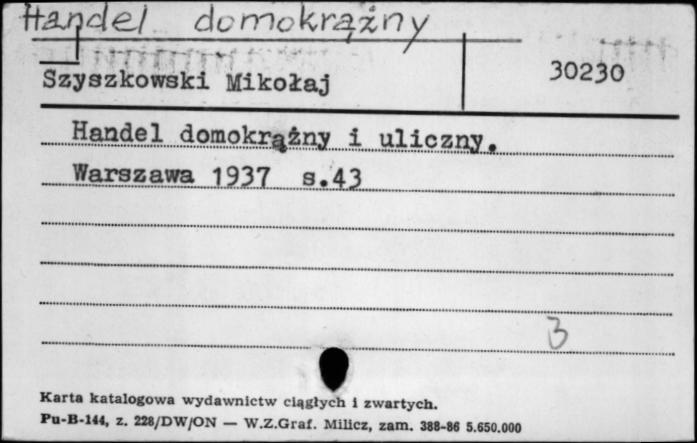 Handel domokrążny
Szyszkowski Mikołaj
30230
Handel domokrążny i uliczny.
Warszawa 1937 s.43
B
Karta katalogowa wydawnictw ciągłych i zwartych.
Pu-B-144, z. 228/DW/ON — W.Z.Graf. Milicz, zam. 388-86 5.650.000